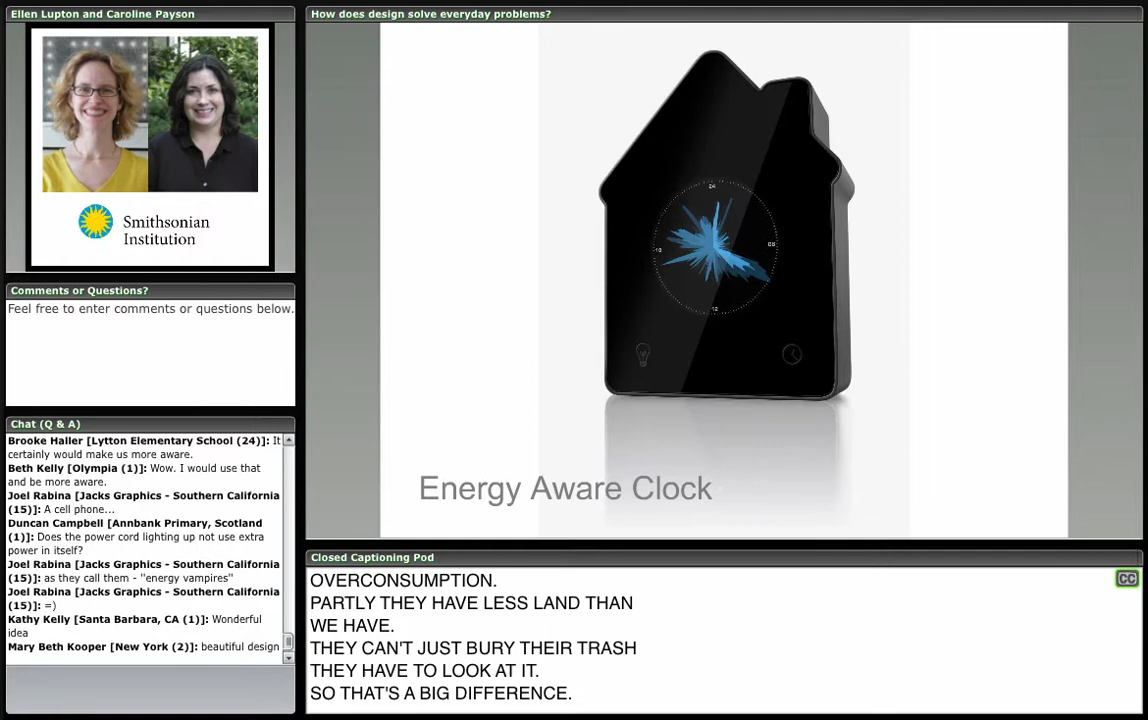 Ellen Lupton and Caroline Payson
Smithsonian
Institution
Comments or Questions?
Feel free to enter comments or questions below.
Chat (Q & A)
Brooke Haller [Lytton Elementary School (24)]: It
certainly would make us more aware.
Beth Kelly [Olympia (1)]: Wow. I would use that
and be more aware.
Joel Rabina [Jacks Graphics - Southern California
(15)]: A cell phone...
Duncan Campbell [Annbank Primary, Scotland
(1)]: Does the power cord lighting up not use extra
power in itself?
Joel Rabina [Jacks Graphics - Southern California
(15)]: as they call them - "energy vampires"
Joel Rabina [Jacks Graphics - Southern California
(15)]: =)
Kathy Kelly [Santa Barbara, CA (1)]: Wonderful
idea
Mary Beth Kooper [New York (2)]: beautiful design
How does design solve everyday problems?
24
06
12
Energy Aware Clock
Closed Captioning Pod
CC
OVERCONSUMPTION.
PARTLY THEY HAVE LESS LAND THAN
WE HAVE.
THEY CAN'T JUST BURY THEIR TRASH
THEY HAVE TO LOOK AT IT.
SO THAT'S A BIG DIFFERENCE.